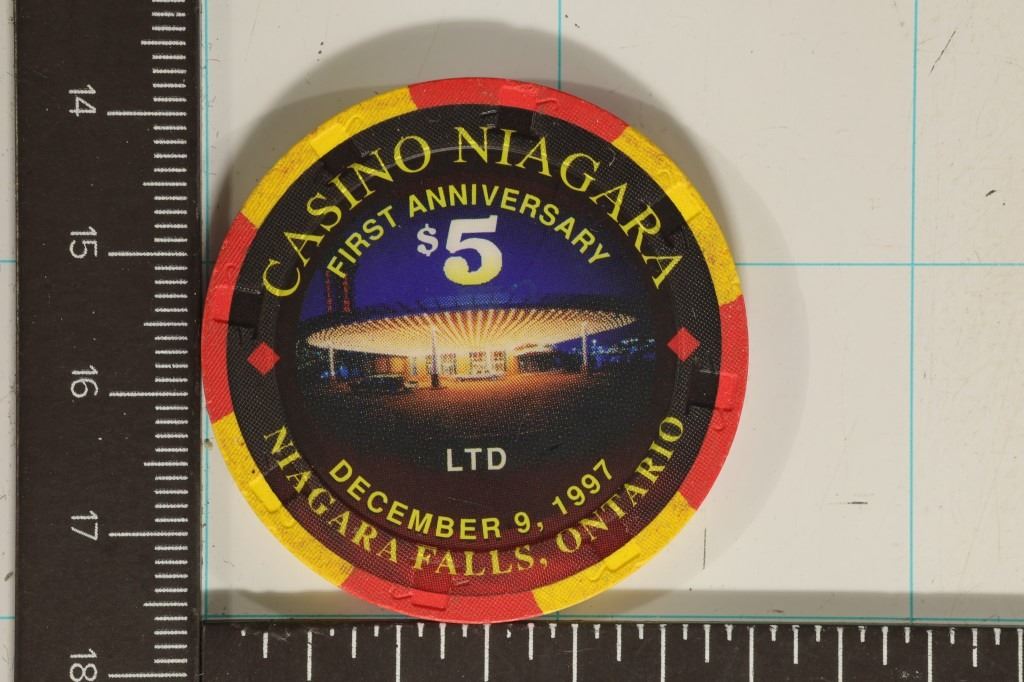 CASINO NIAGARA
FIRST ANNIVERSARY
$5
LTD
DECEMBER 9, 1997
NIAGARA FALLS, ONTARIO
14
15
16
17
18